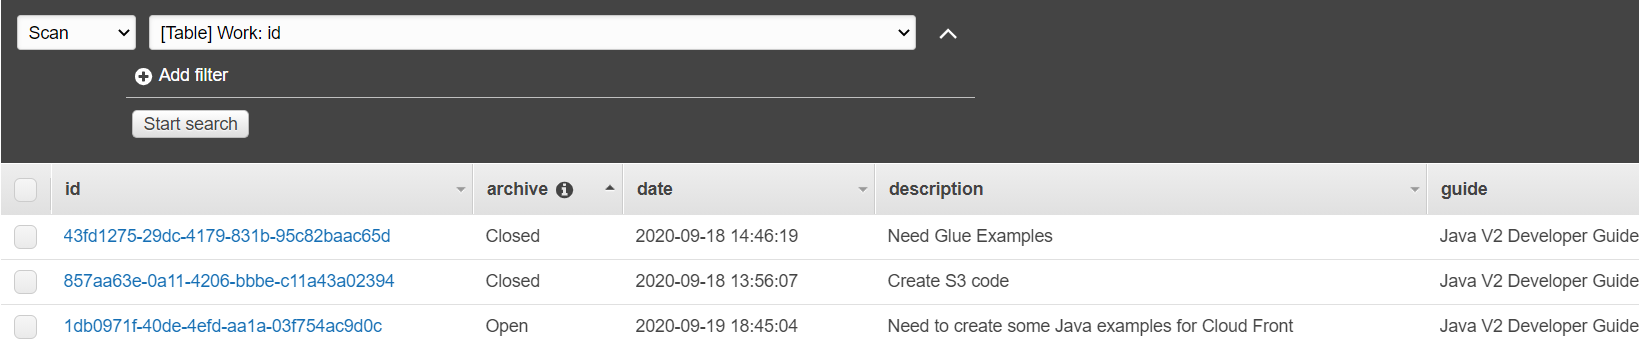 Scan [Table] Work: id
Add filter
Start search
id archive date description guide
43fd1275-29dc-4179-831b-95c82baac65d Closed 2020-09-18 14:46:19 Need Glue Examples Java V2 Developer Guide
857aa63e-0a11-4206-bbbe-c11a43a02394 Closed 2020-09-18 13:56:07 Create S3 code Java V2 Developer Guide
1db0971f-40de-4efd-aa1a-03f754ac9d0c Open 2020-09-19 18:45:04 Need to create some Java examples for Cloud Front Java V2 Developer Guide